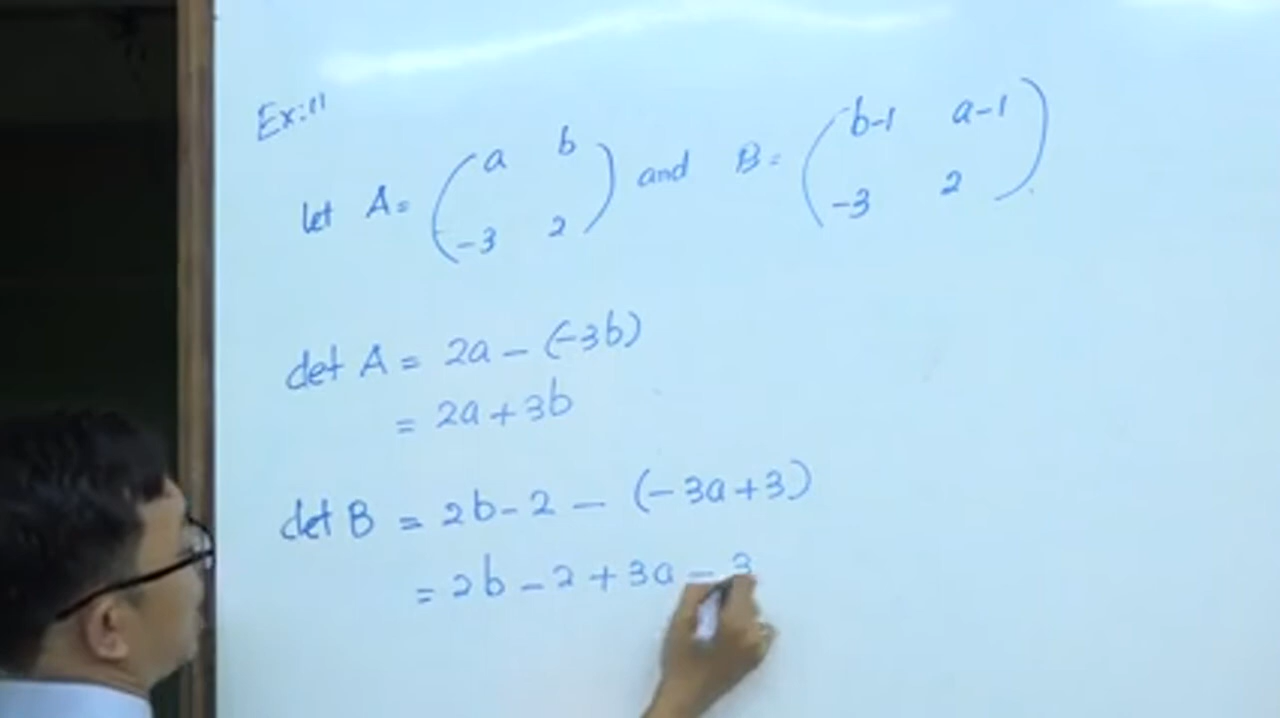 Ex:11
let A = ( a b -3 2 ) and B = ( b-1 a-1 -3 2 )
det A = 2a - (-3b)
= 2a + 3b
det B = 2b - 2 - (-3a + 3)
= 2b - 2 + 3a - 3